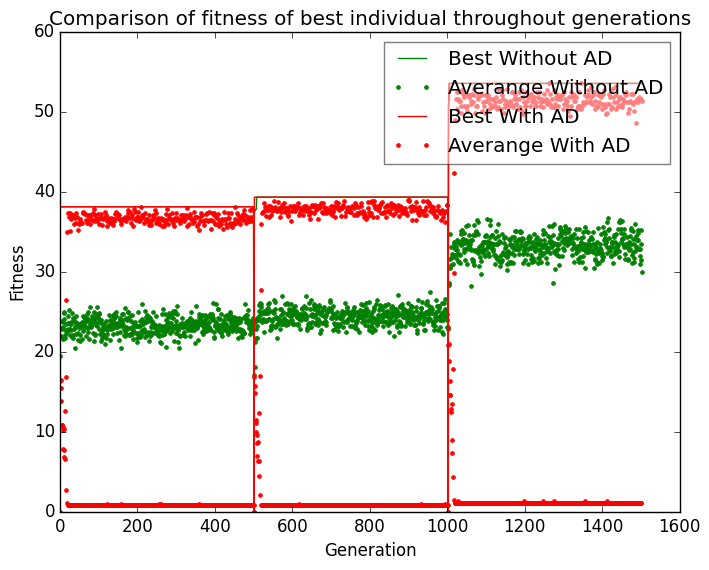 Comparison of fitness of best individual throughout generations
60
50
40
30
20
10
0
Fitness
Best Without AD
Averange Without AD
Best With AD
Averange With AD
0 200 400 600 800 1000 1200 1400 1600
Generation